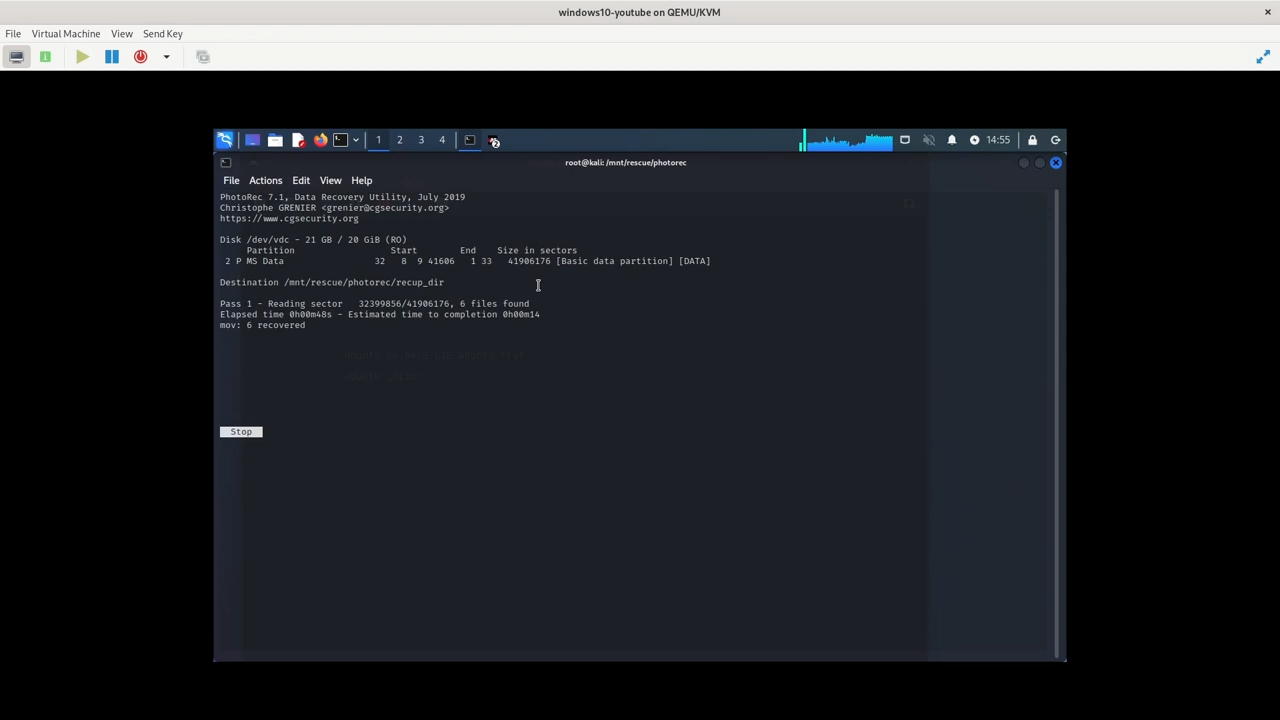 windows10-youtube on QEMU/KVM
File Virtual Machine View Send Key
1 2 3 4 2 14:55
root@kali: /mnt/rescue/photorec
File Actions Edit View Help
PhotoRec 7.1, Data Recovery Utility, July 2019
Christophe GRENIER <grenier@cgsecurity.org>
https://www.cgsecurity.org
Disk /dev/vdc - 21 GB / 20 GiB (RO)
Partition Start End Size in sectors
2 P MS Data 32 8 9 41606 1 33 41906176 [Basic data partition] [DATA]
Destination /mnt/rescue/photorec/recup_dir
Pass 1 - Reading sector 32399856/41906176, 6 files found
Elapsed time 0h00m48s - Estimated time to completion 0h00m14
mov: 6 recovered
Stop